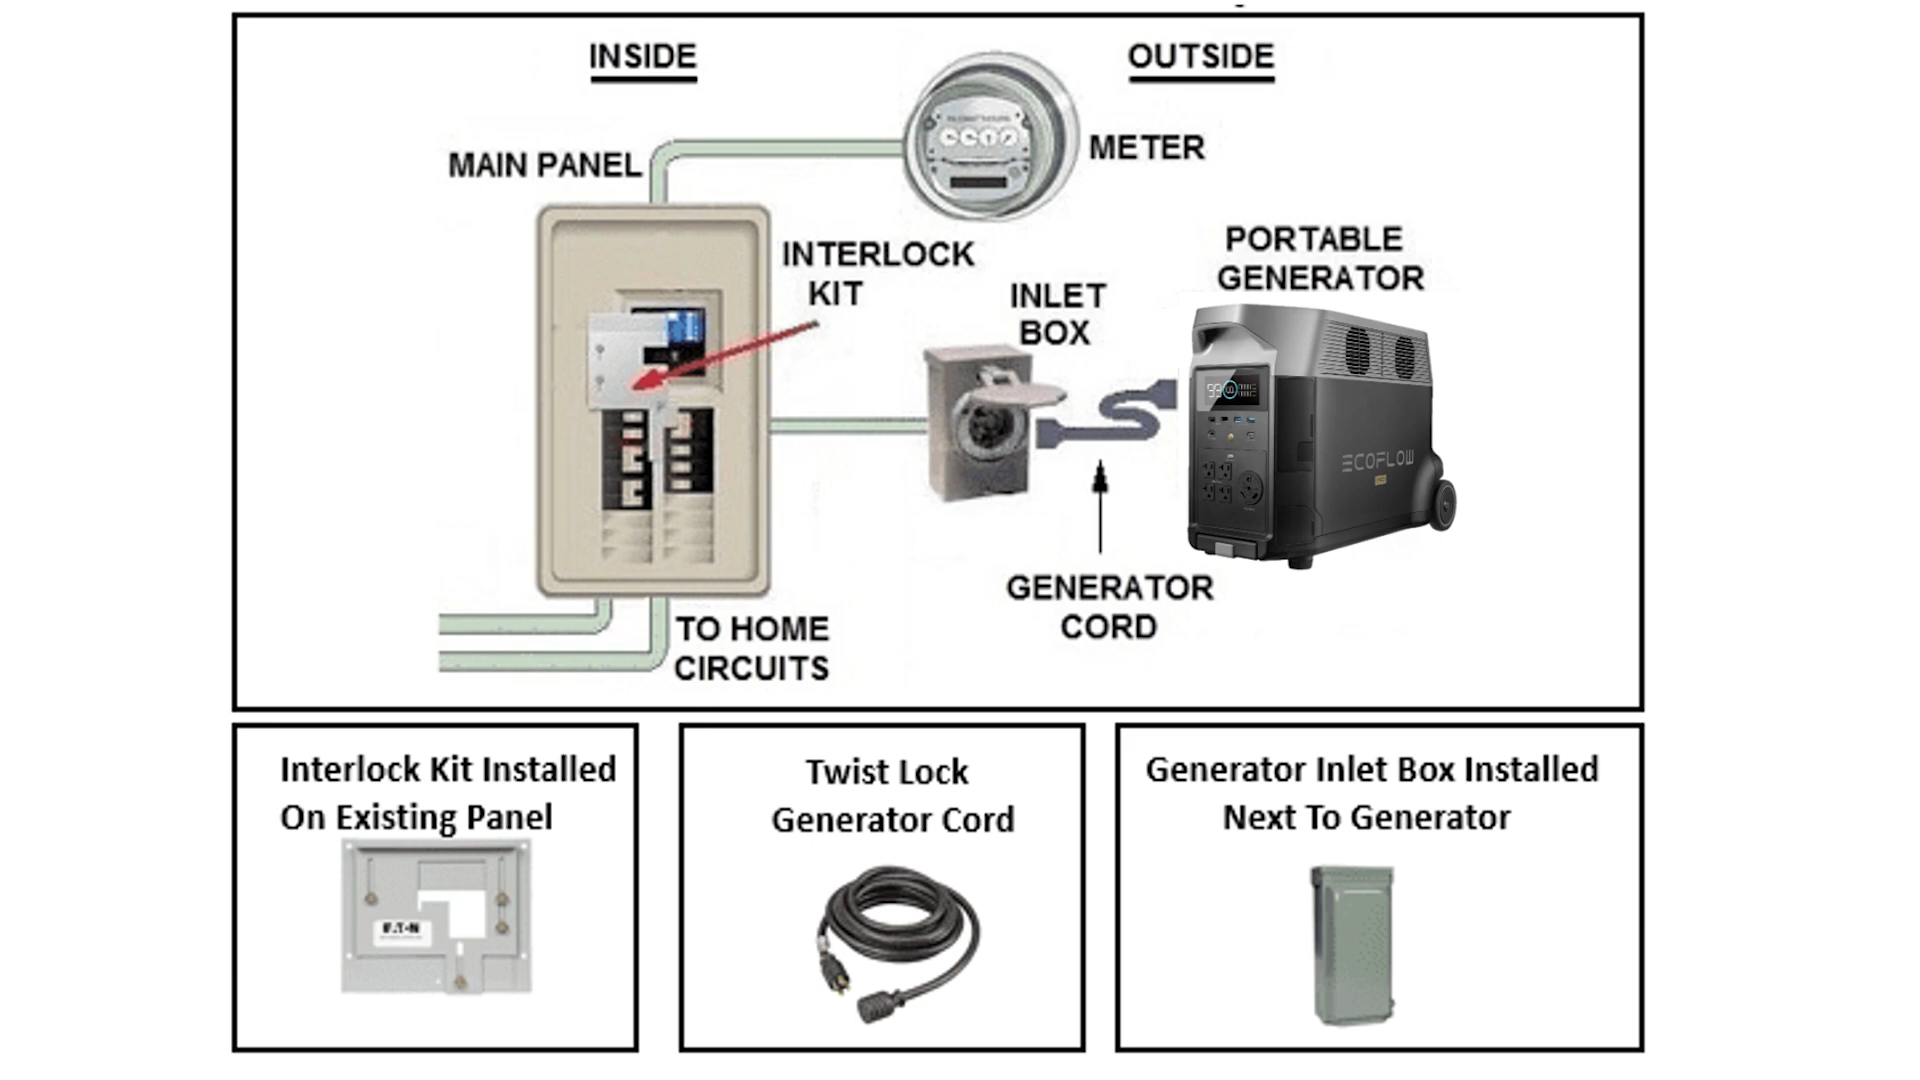 INSIDE
OUTSIDE
MAIN PANEL
METER
INTERLOCK
KIT
INLET
BOX
PORTABLE
GENERATOR
ECOFLOW
GENERATOR
CORD
TO HOME
CIRCUITS
Interlock Kit Installed
On Existing Panel
E.T•N
Twist Lock
Generator Cord
Generator Inlet Box Installed
Next To Generator